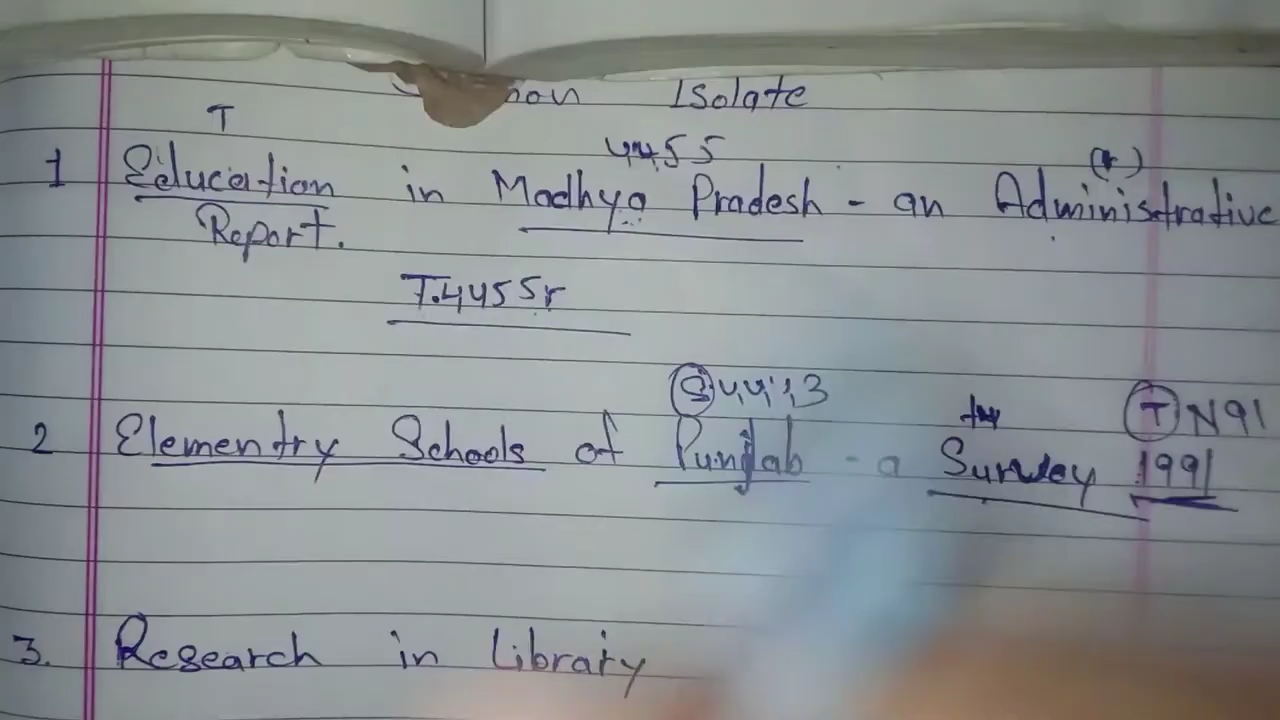 Isolate
T 4455 (r)
1 Education in Madhya Pradesh - an Administrative
Report.
T.4455r
S 4,4,1,3 T N91
2 Elementry Schools of Punjab - a Survey 1991
3. Research in Library